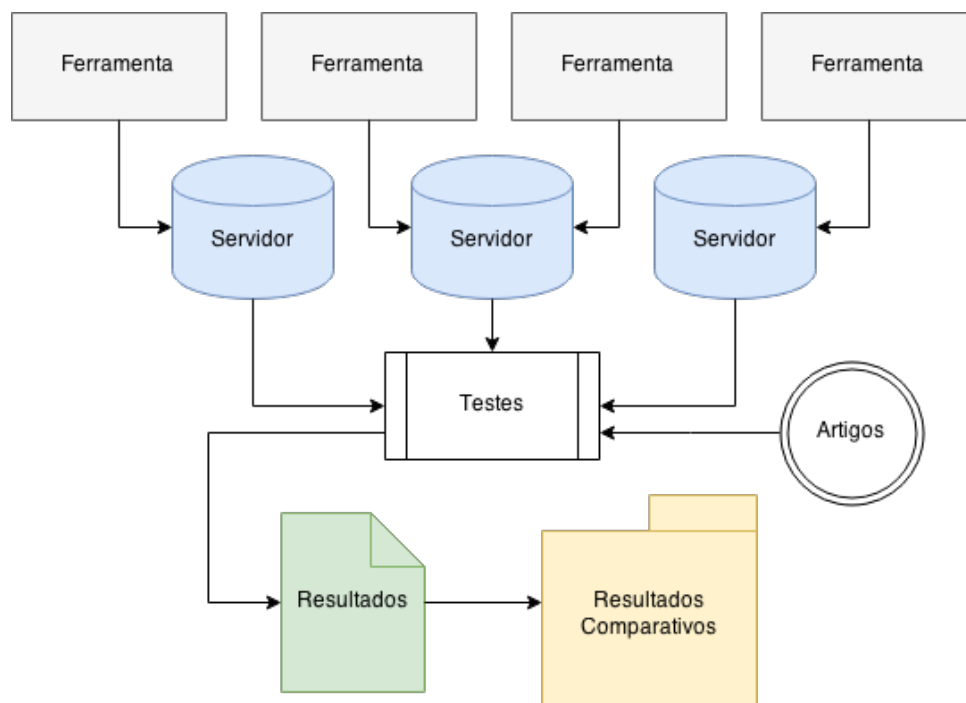 Ferramenta
Ferramenta
Ferramenta
Ferramenta
Servidor
Servidor
Servidor
Testes
Artigos
Resultados
Resultados
Comparativos